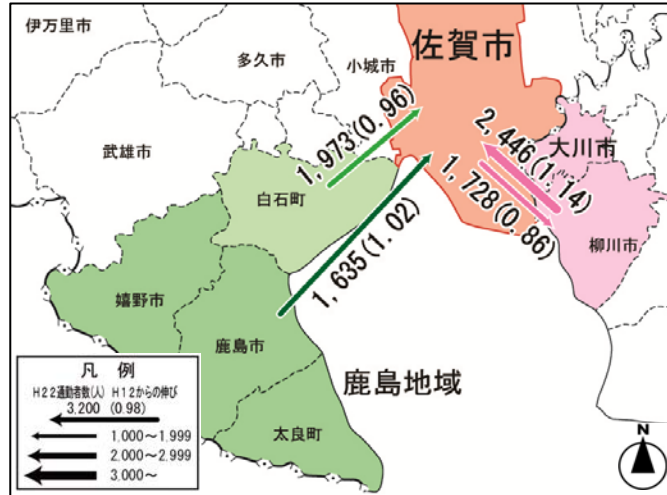 伊万里市
多久市
小城市
佐賀市
武雄市
1,973(0.96)
2,446(1.14)
大川市
1,728(0.86)
白石町
柳川市
1,635(1.02)
嬉野市
鹿島市
鹿島地域
太良町
凡 例
H22通勤者数(人) H12からの伸び
3,200 (0.98)
1,000～1,999
2,000～2,999
3,000～
N